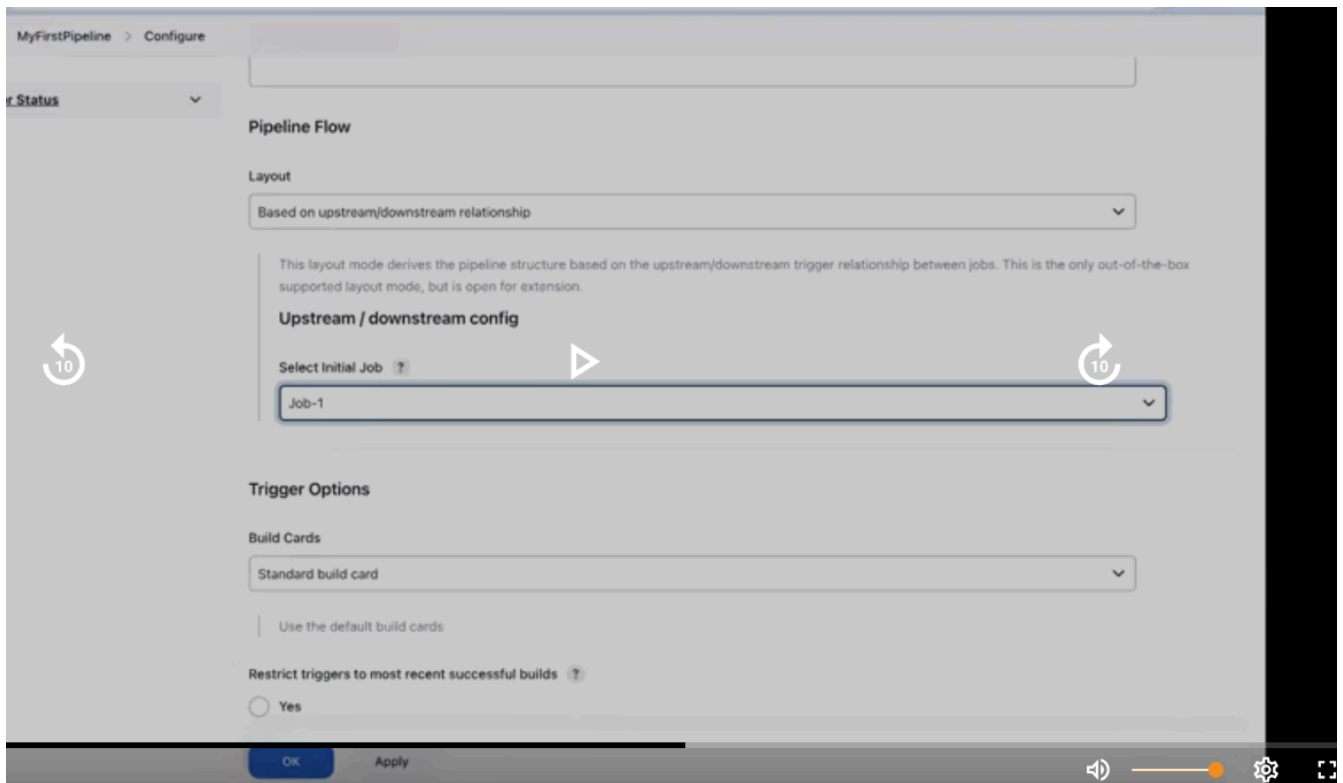 MyFirstPipeline > Configure
r Status
Pipeline Flow
Layout
Based on upstream/downstream relationship
This layout mode derives the pipeline structure based on the upstream/downstream trigger relationship between jobs. This is the only out-of-the-box
supported layout mode, but is open for extension.
Upstream / downstream config
Select Initial Job ?
10
10
Job-1
Trigger Options
Build Cards
Standard build card
Use the default build cards
Restrict triggers to most recent successful builds ?
Yes
OK Apply